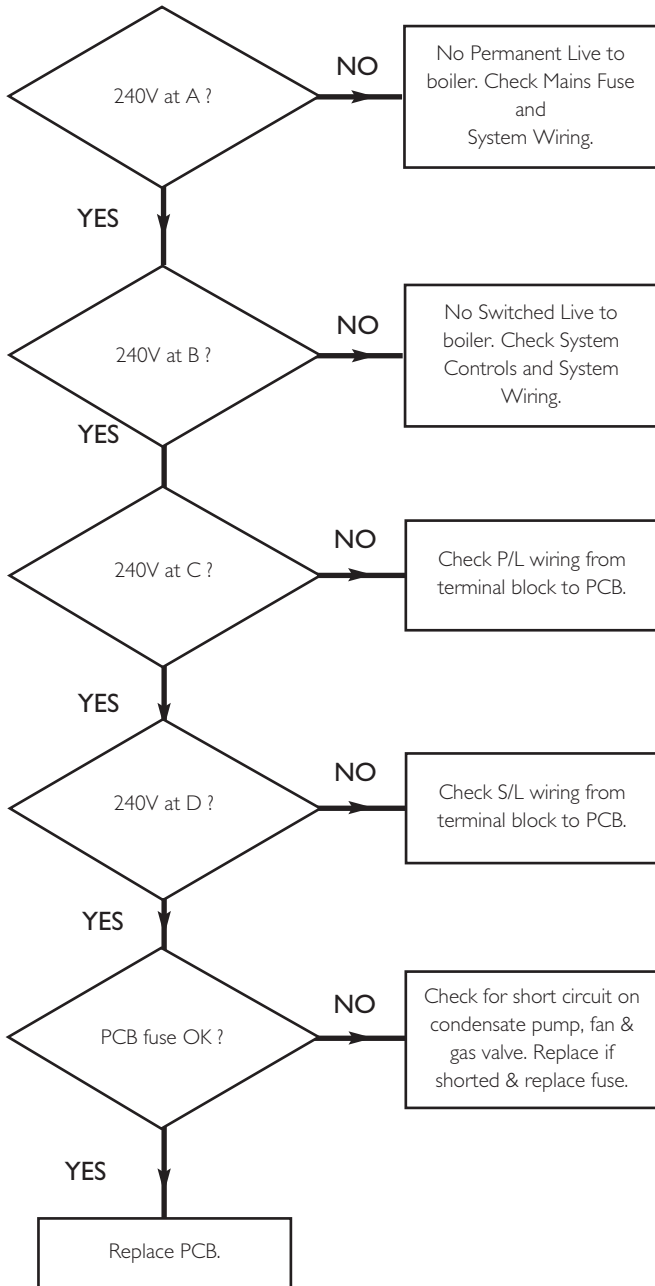 240V at A ?
NO
No Permanent Live to
boiler. Check Mains Fuse
and
System Wiring.
YES
240V at B ?
NO
No Switched Live to
boiler. Check System
Controls and System
Wiring.
YES
240V at C ?
NO
Check P/L wiring from
terminal block to PCB.
YES
240V at D ?
NO
Check S/L wiring from
terminal block to PCB.
YES
PCB fuse OK ?
NO
Check for short circuit on
condensate pump, fan &
gas valve. Replace if
shorted & replace fuse.
YES
Replace PCB.